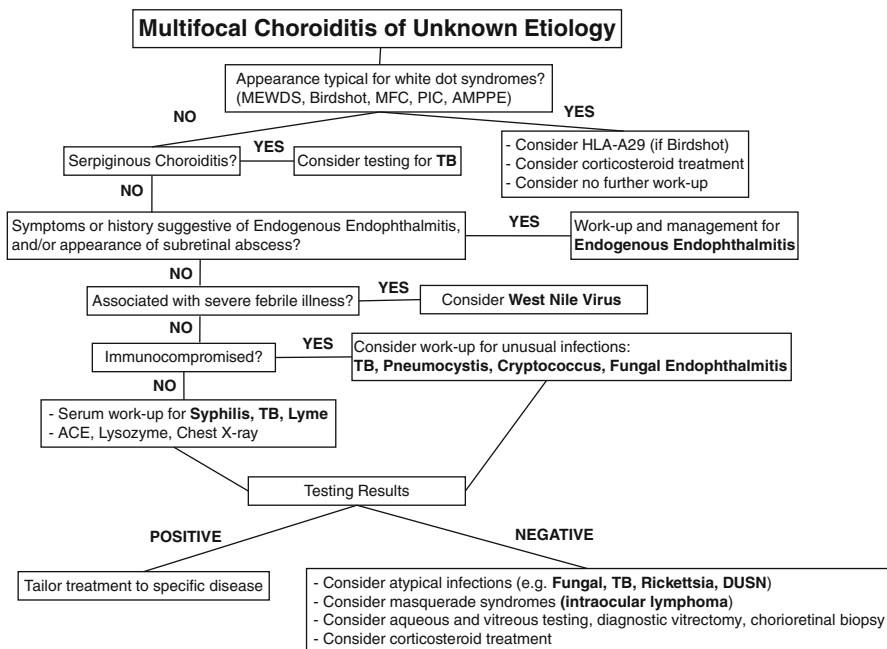 Multifocal Choroiditis of Unknown Etiology
Appearance typical for white dot syndromes?
(MEWDS, Birdshot, MFC, PIC, AMPPE)
NO
YES
Serpiginous Choroiditis?
YES
Consider testing for TB
- Consider HLA-A29 (if Birdshot)
- Consider corticosteroid treatment
- Consider no further work-up
NO
Symptoms or history suggestive of Endogenous Endophthalmitis,
and/or appearance of subretinal abscess?
YES
Work-up and management for
Endogenous Endophthalmitis
NO
Associated with severe febrile illness?
YES
Consider West Nile Virus
NO
Immunocompromised?
YES
Consider work-up for unusual infections:
TB, Pneumocystis, Cryptococcus, Fungal Endophthalmitis
NO
- Serum work-up for Syphilis, TB, Lyme
- ACE, Lysozyme, Chest X-ray
Testing Results
POSITIVE
NEGATIVE
Tailor treatment to specific disease
- Consider atypical infections (e.g. Fungal, TB, Rickettsia, DUSN)
- Consider masquerade syndromes (intraocular lymphoma)
- Consider aqueous and vitreous testing, diagnostic vitrectomy, chorioretinal biopsy
- Consider corticosteroid treatment